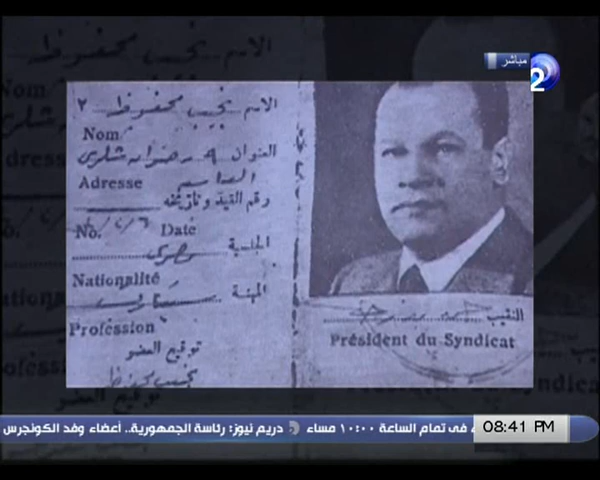 مباشر
2
الاسم نجيب محفوظ
Nom
العنوان
Adresse
رقم القيد وتاريخه
No. Date
الجنسية مصرى
Nationalité
المهنة
Profession
توقيع العضو
نجيب محفوظ
النقيب
Président du Syndicat
فى تمام الساعة ١٠:٠٠ مساء دريم نيوز: رئاسة الجمهورية.. أعضاء وفد الكونجرس
08:41 PM